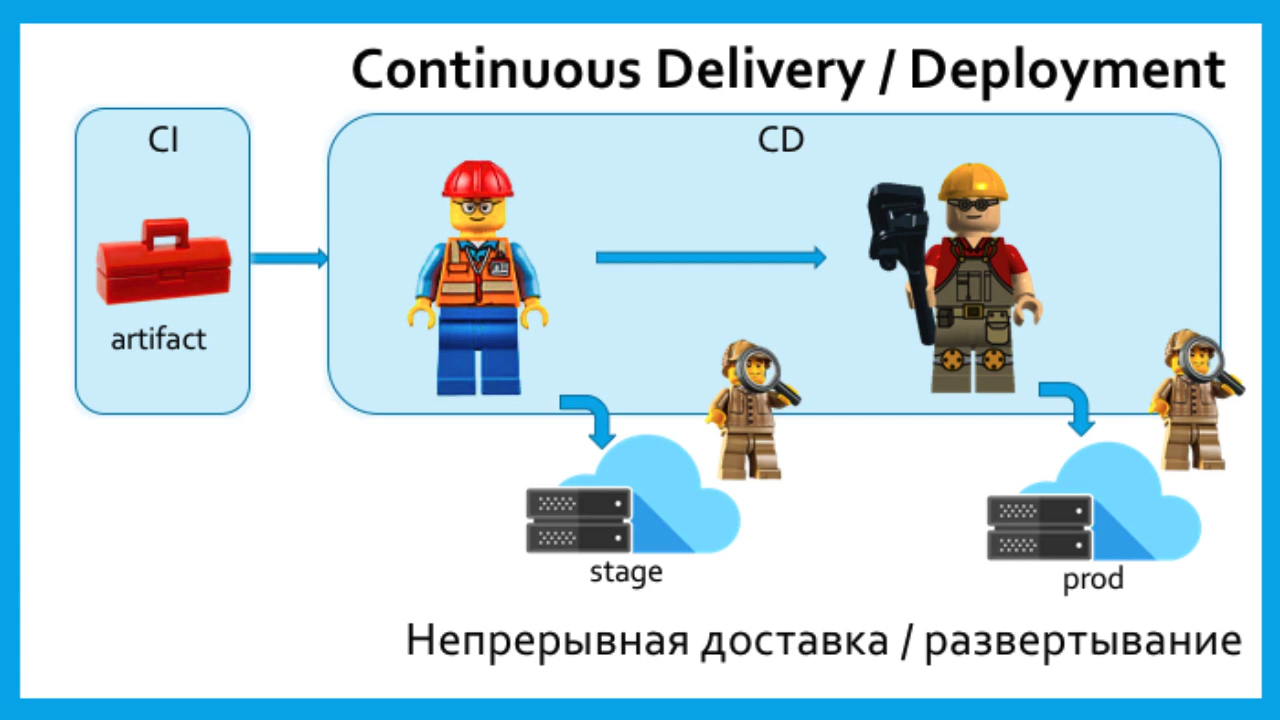 Continuous Delivery / Deployment
CI
CD
artifact
stage
prod
Непрерывная доставка / развертывание